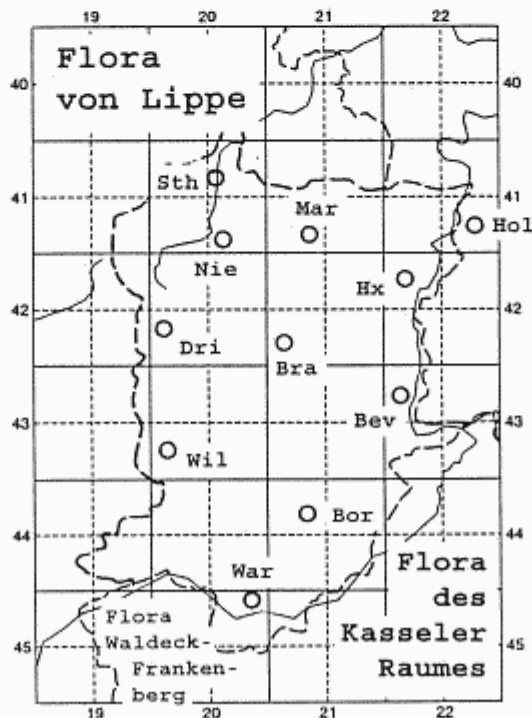 19 20 21 22
Flora
von Lippe
40
40
Sth
41
Mar
Hol
41
Nie
Hx
42
42
Dri
Bra
Bev
43
43
Wil
44
Bor
44
War
Flora
des
Kasseler
Raumes
Flora
Waldeck-
Franken-
berg
45
45
19 20 21 22